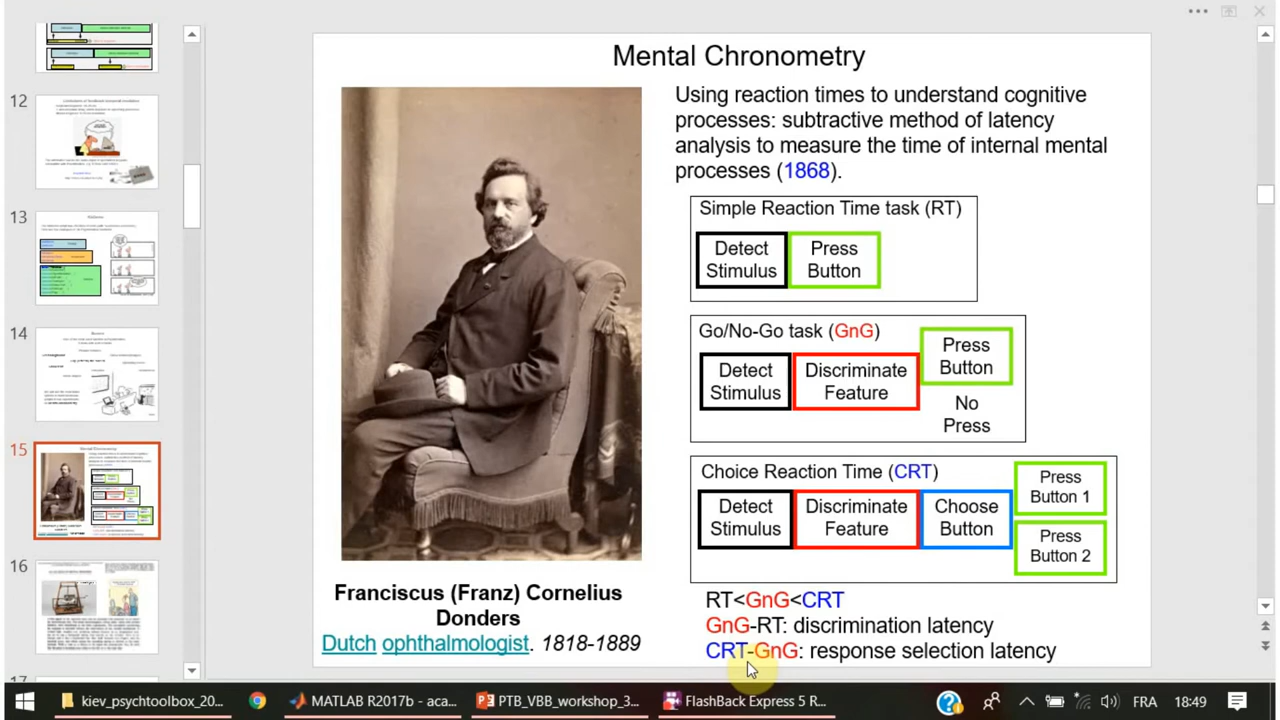 Mental Chronometry
Using reaction times to understand cognitive
processes: subtractive method of latency
analysis to measure the time of internal mental
processes (1868).
Simple Reaction Time task (RT)
Detect
Stimulus
Press
Button
Go/No-Go task (GnG)
Detect
Stimulus
Discriminate
Feature
Press
Button
No
Press
Choice Reaction Time (CRT)
Detect
Stimulus
Discriminate
Feature
Choose
Button
Press
Button 1
Press
Button 2
RT<GnG<CRT
GnG-RT: discrimination latency
CRT-GnG: response selection latency
Franciscus (Franz) Cornelius
Donders
Dutch ophthalmologist. 1818-1889
12
13
14
15
16
kiev_psychtoolbox_20...
MATLAB R2017b - aca...
PTB_VBB_workshop_3...
FlashBack Express 5 R...
FRA
18:49